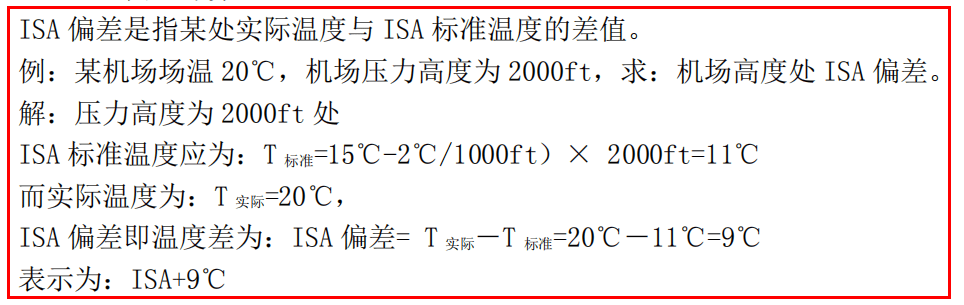 ISA 偏差是指某处实际温度与 ISA 标准温度的差值。
例：某机场场温 20℃，机场压力高度为 2000ft，求：机场高度处 ISA 偏差。
解：压力高度为 2000ft 处
ISA 标准温度应为：T 标准=15℃-2℃/1000ft）× 2000ft=11℃
而实际温度为：T 实际=20℃，
ISA 偏差即温度差为：ISA 偏差= T 实际－T 标准=20℃－11℃=9℃
表示为：ISA+9℃